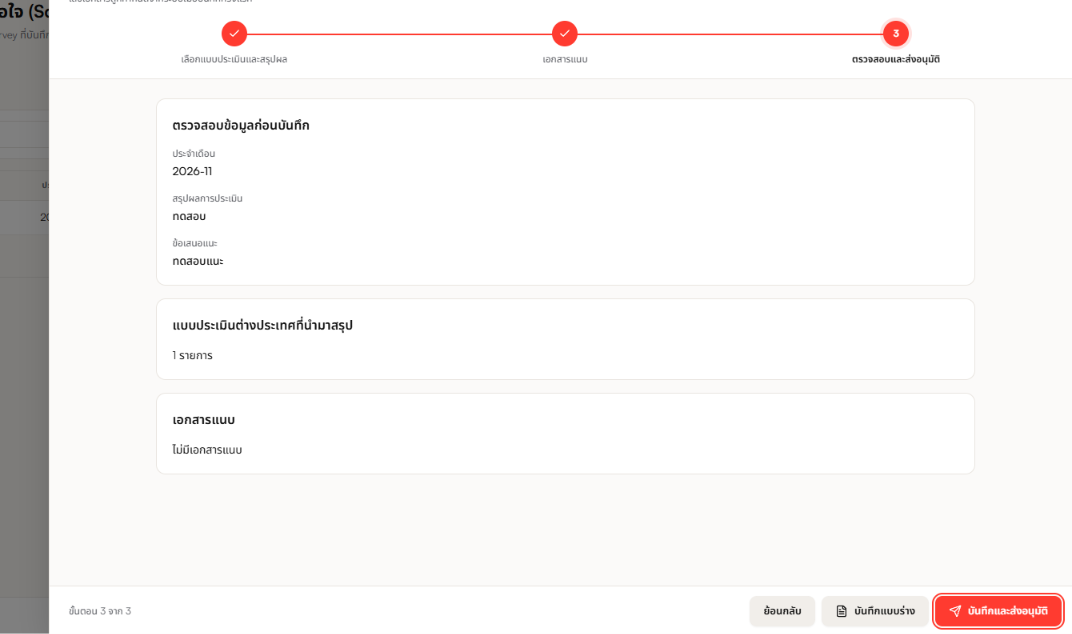 อใจ (Sc
rvey ที่บันทึก
3
เลือกแบบประเมินและสรุปผล
เอกสารแนบ
ตรวจสอบและส่งอนุมัติ
ตรวจสอบข้อมูลก่อนบันทึก
ประจำเดือน
2026-11
สรุปผลการประเมิน
ทดสอบ
ข้อเสนอแนะ
ทดสอบแนะ
แบบประเมินต่างประเทศที่นำมาสรุป
1 รายการ
เอกสารแนบ
ไม่มีเอกสารแนบ
ขั้นตอน 3 จาก 3
ย้อนกลับ
บันทึกแบบร่าง
บันทึกและส่งอนุมัติ